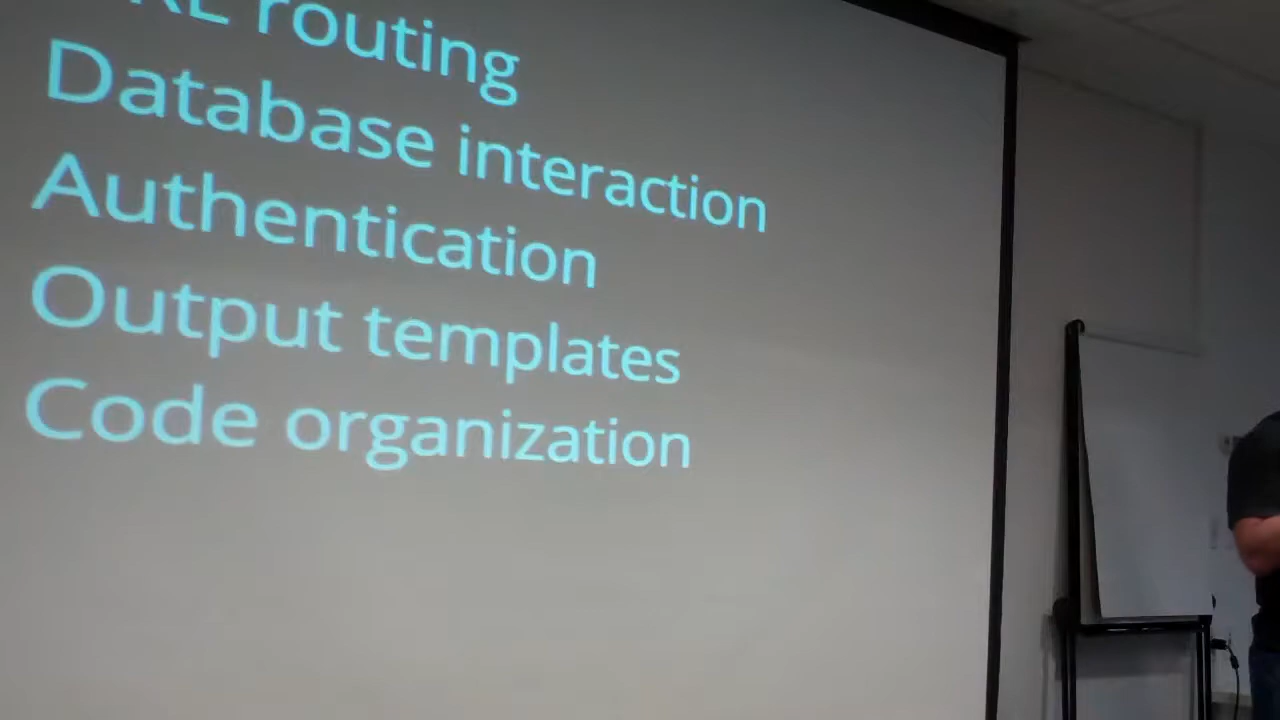 routing
Database interaction
Authentication
Output templates
Code organization